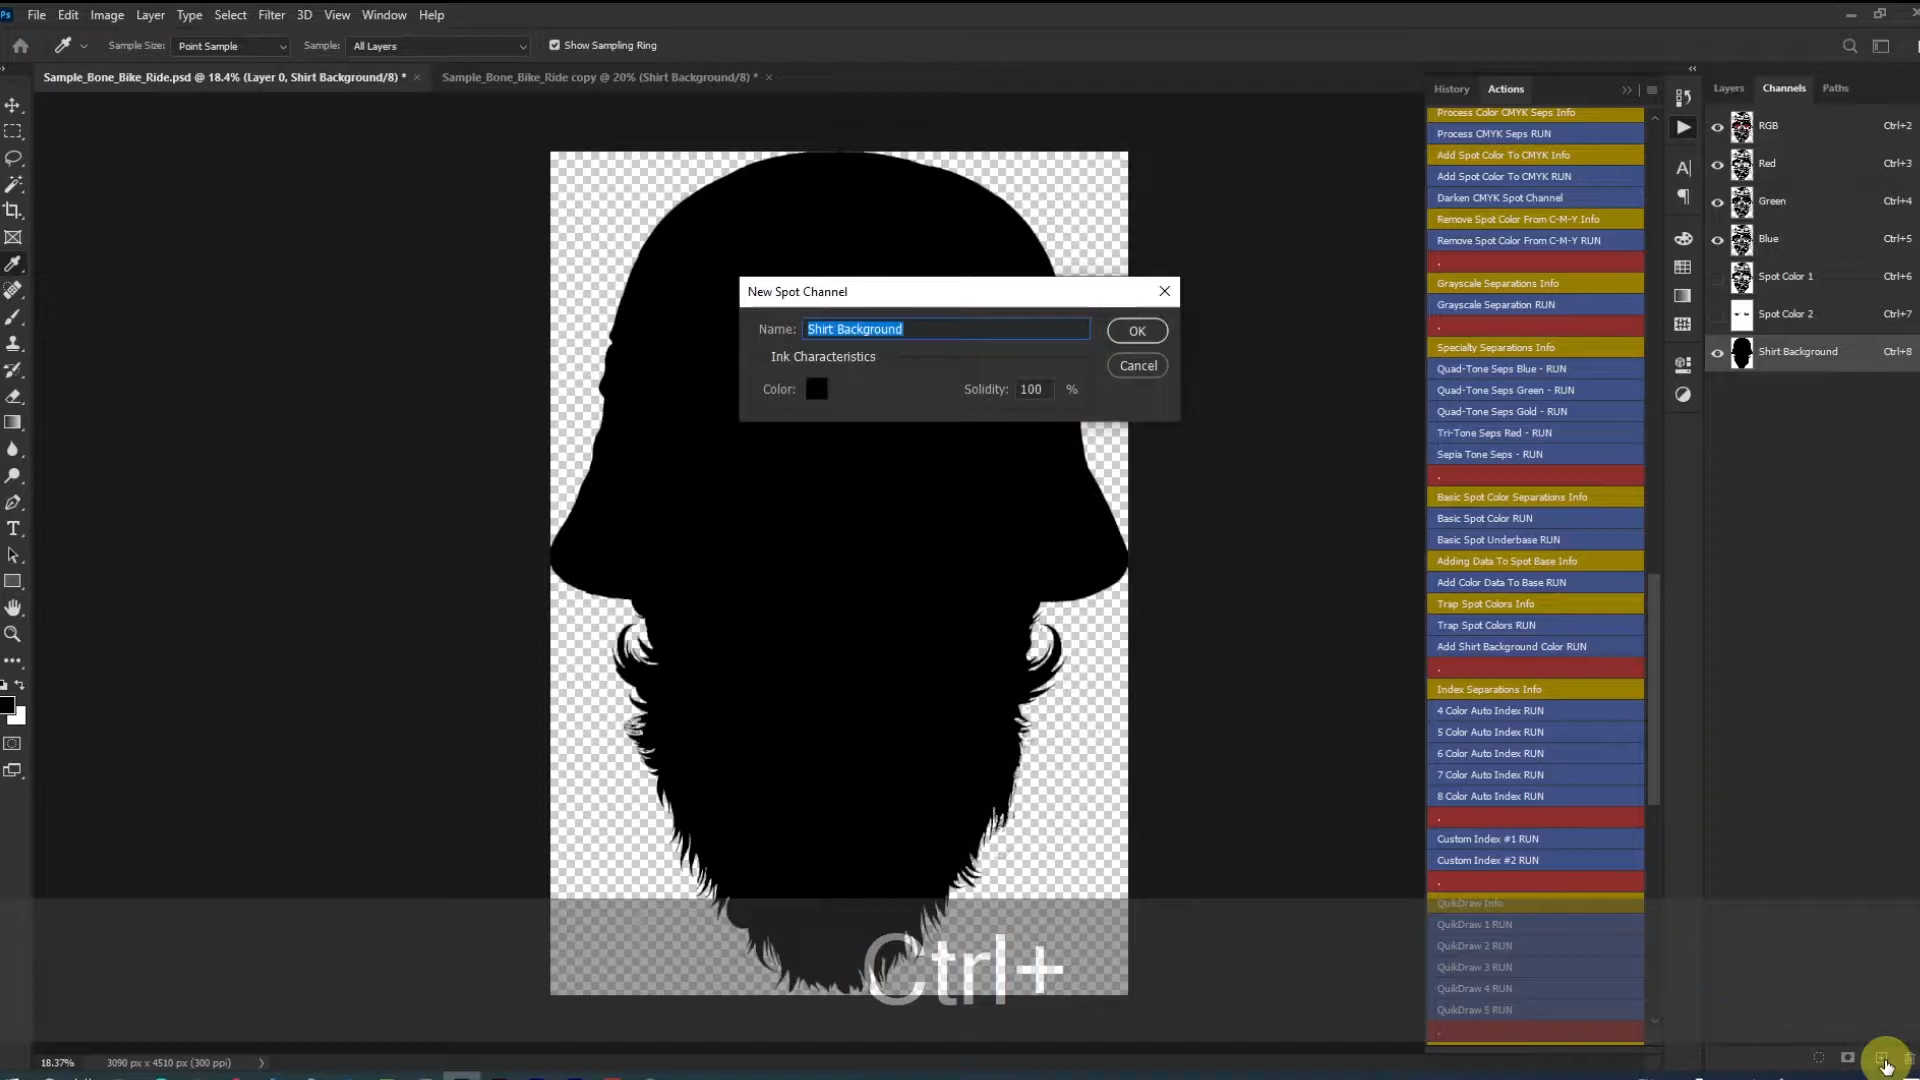 Ps File Edit Image Layer Type Select Filter 3D View Window Help
Sample Size: Point Sample Sample: All Layers Show Sampling Ring
Sample_Bone_Bike_Ride.psd @ 18.4% (Layer 0, Shirt Background/8) * × Sample_Bone_Bike_Ride copy @ 20% (Shirt Background/8) * ×
History Actions
Process Color CMYK Seps Info
Process CMYK Seps RUN
Add Spot Color To CMYK Info
Add Spot Color To CMYK RUN
Darken CMYK Spot Channel
Remove Spot Color From C-M-Y Info
Remove Spot Color From C-M-Y RUN
.
Grayscale Separations Info
Grayscale Separation RUN
.
Specialty Separations Info
Quad-Tone Seps Blue - RUN
Quad-Tone Seps Green - RUN
Quad-Tone Seps Gold - RUN
Tri-Tone Seps Red - RUN
Sepia Tone Seps - RUN
.
Basic Spot Color Separations Info
Basic Spot Color RUN
Basic Spot Underbase RUN
Adding Data To Spot Base Info
Add Color Data To Base RUN
Trap Spot Colors Info
Trap Spot Colors RUN
Add Shirt Background Color RUN
.
Index Separations Info
4 Color Auto Index RUN
5 Color Auto Index RUN
6 Color Auto Index RUN
7 Color Auto Index RUN
8 Color Auto Index RUN
.
Custom Index #1 RUN
Custom Index #2 RUN
.
QuikDraw Info
QuikDraw 1 RUN
QuikDraw 2 RUN
QuikDraw 3 RUN
QuikDraw 4 RUN
QuikDraw 5 RUN
.
Layers Channels Paths
RGB Ctrl+2
Red Ctrl+3
Green Ctrl+4
Blue Ctrl+5
Spot Color 1 Ctrl+6
Spot Color 2 Ctrl+7
Shirt Background Ctrl+8
New Spot Channel
Name: Shirt Background OK
Ink Characteristics
Cancel
Color: Solidity: 100 %
Ctrl+
18.37% 3090 px x 4510 px (300 ppi)